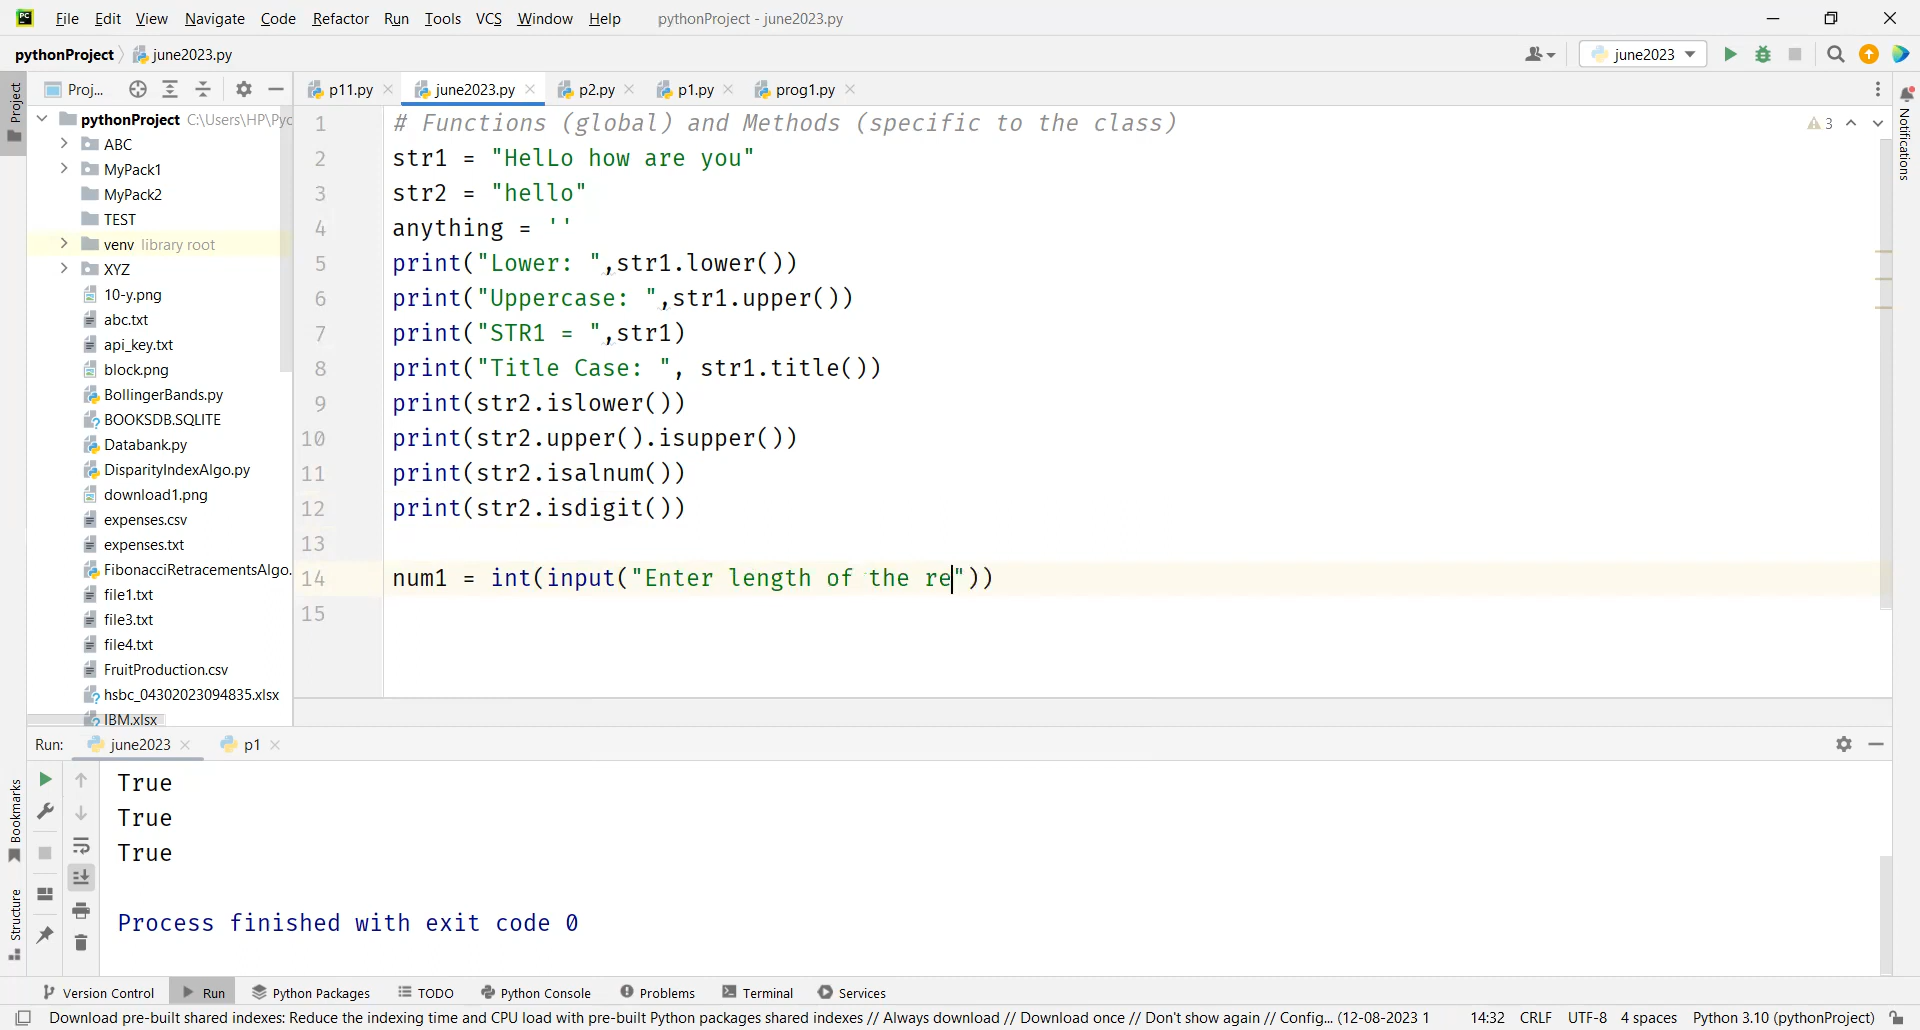 PC File Edit View Navigate Code Refactor Run Tools VCS Window Help pythonProject - june2023.py
pythonProject june2023.py june2023
Project Proj... p11.py june2023.py p2.py p1.py prog1.py
pythonProject C:\Users\HP\Pyc
ABC
MyPack1
MyPack2
TEST
venv library root
XYZ
10-y.png
abc.txt
api_key.txt
block.png
BollingerBands.py
BOOKSDB.SQLITE
Databank.py
DisparityIndexAlgo.py
download1.png
expenses.csv
expenses.txt
FibonacciRetracementsAlgo.
file1.txt
file3.txt
file4.txt
FruitProduction.csv
hsbc_04302023094835.xlsx
IBM.xlsx
1 # Functions (global) and Methods (specific to the class)
2 str1 = "HelLo how are you"
3 str2 = "hello"
4 anything = ''
5 print("Lower: ",str1.lower())
6 print("Uppercase: ",str1.upper())
7 print("STR1 = ",str1)
8 print("Title Case: ", str1.title())
9 print(str2.islower())
10 print(str2.upper().isupper())
11 print(str2.isalnum())
12 print(str2.isdigit())
13
14 num1 = int(input("Enter length of the re"))
15
3
Notifications
Run: june2023 p1
True
True
True
Process finished with exit code 0
Bookmarks
Structure
Version Control Run Python Packages TODO Python Console Problems Terminal Services
Download pre-built shared indexes: Reduce the indexing time and CPU load with pre-built Python packages shared indexes // Always download // Download once // Don't show again // Config... (12-08-2023 1 14:32 CRLF UTF-8 4 spaces Python 3.10 (pythonProject)